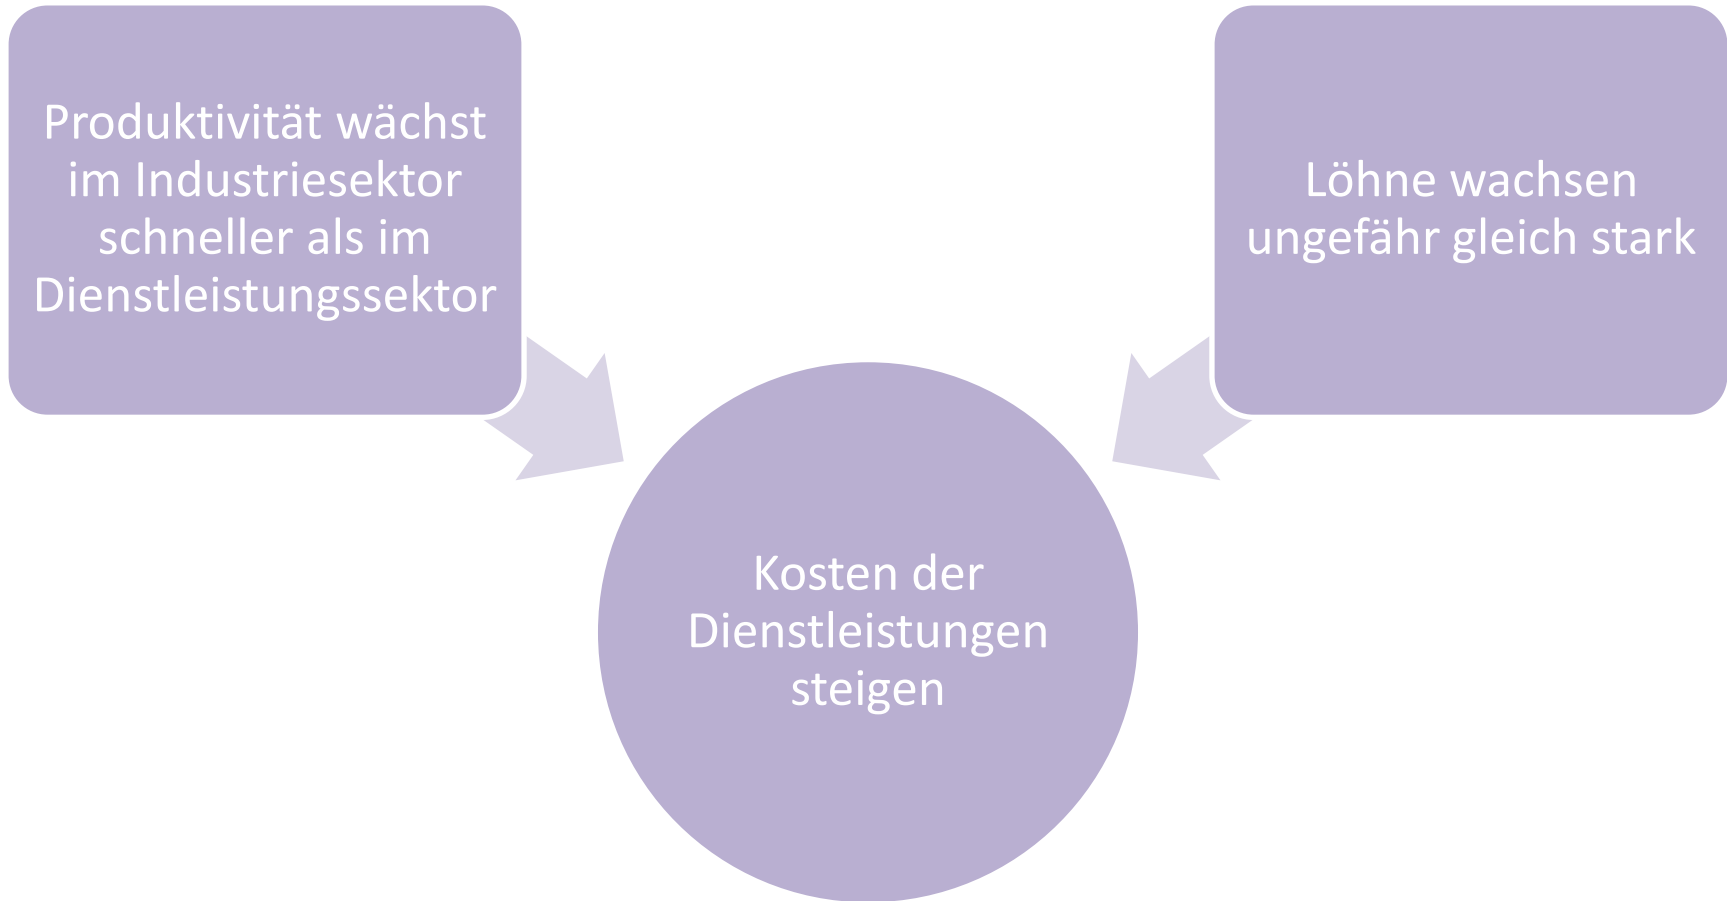 Produktivität wächst
im Industriesektor
schneller als im
Dienstleistungssektor
Löhne wachsen
ungefähr gleich stark
Kosten der
Dienstleistungen
steigen